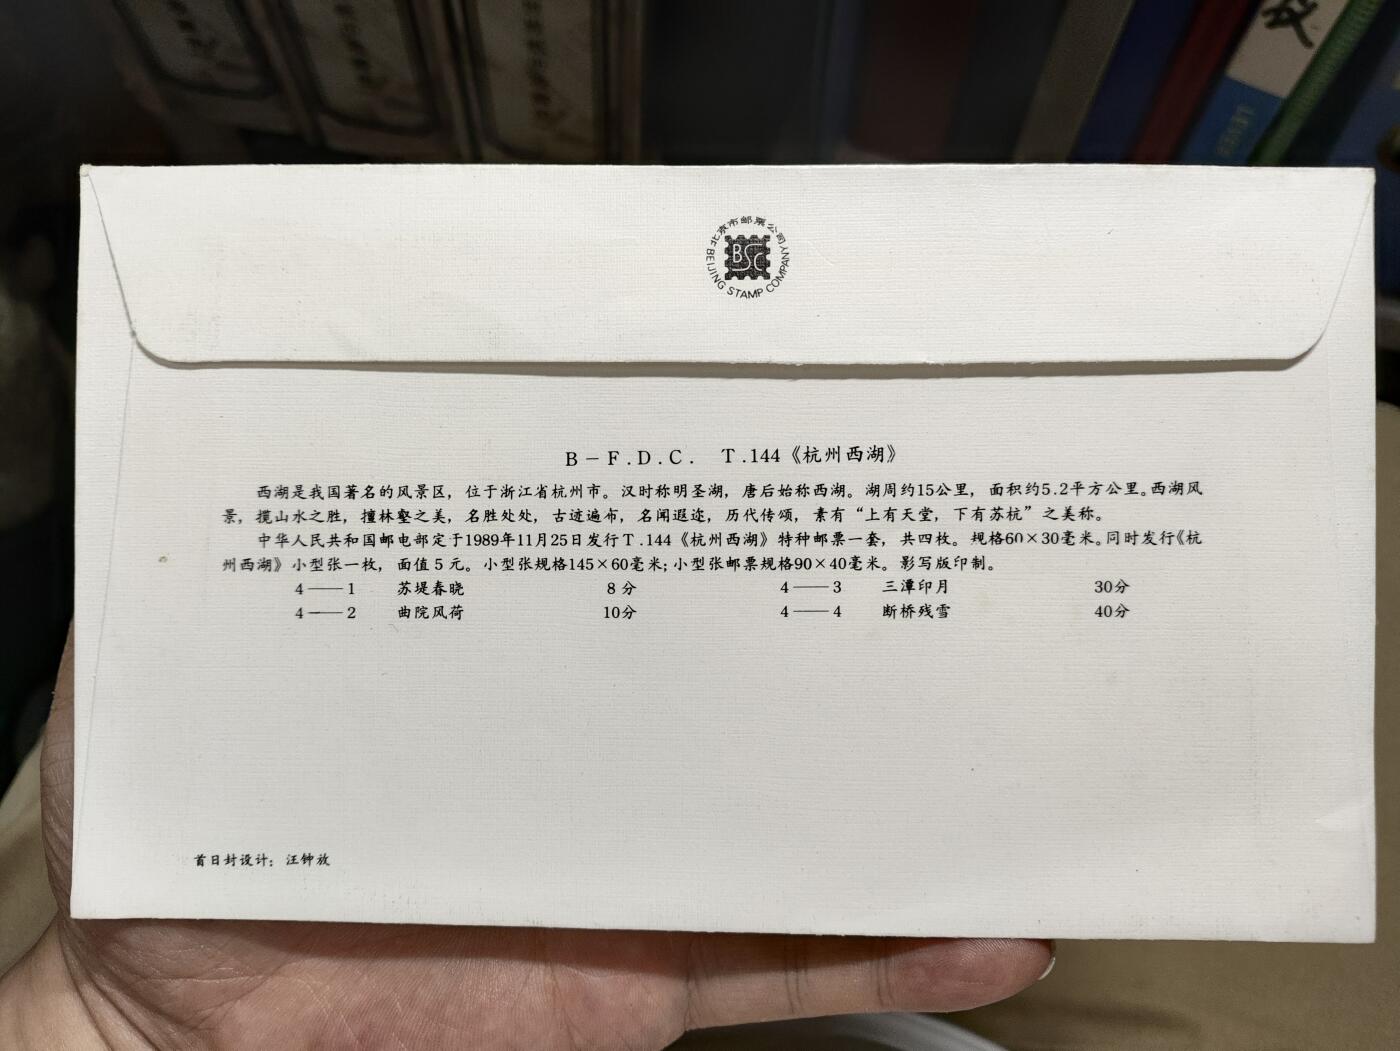 北京市邮票公司
BSC
BEIJING STAMP COMPANY
B－F.D.C. T.144《杭州西湖》
西湖是我国著名的风景区，位于浙江省杭州市。汉时称明圣湖，唐后始称西湖。湖周约15公里，面积约5.2平方公里。西湖风
景，揽山水之胜，擅林壑之美，名胜处处，古迹遍布，名闻遐迩，历代传颂，素有“上有天堂，下有苏杭”之美称。
中华人民共和国邮电部定于1989年11月25日发行T.144《杭州西湖》特种邮票一套，共四枚。规格60×30毫米。同时发行《杭
州西湖》小型张一枚，面值5元。小型张规格145×60毫米；小型张邮票规格90×40毫米。影写版印制。
4——1 苏堤春晓 8分 4——3 三潭印月 30分
4——2 曲院风荷 10分 4——4 断桥残雪 40分
首日封设计：汪钟放